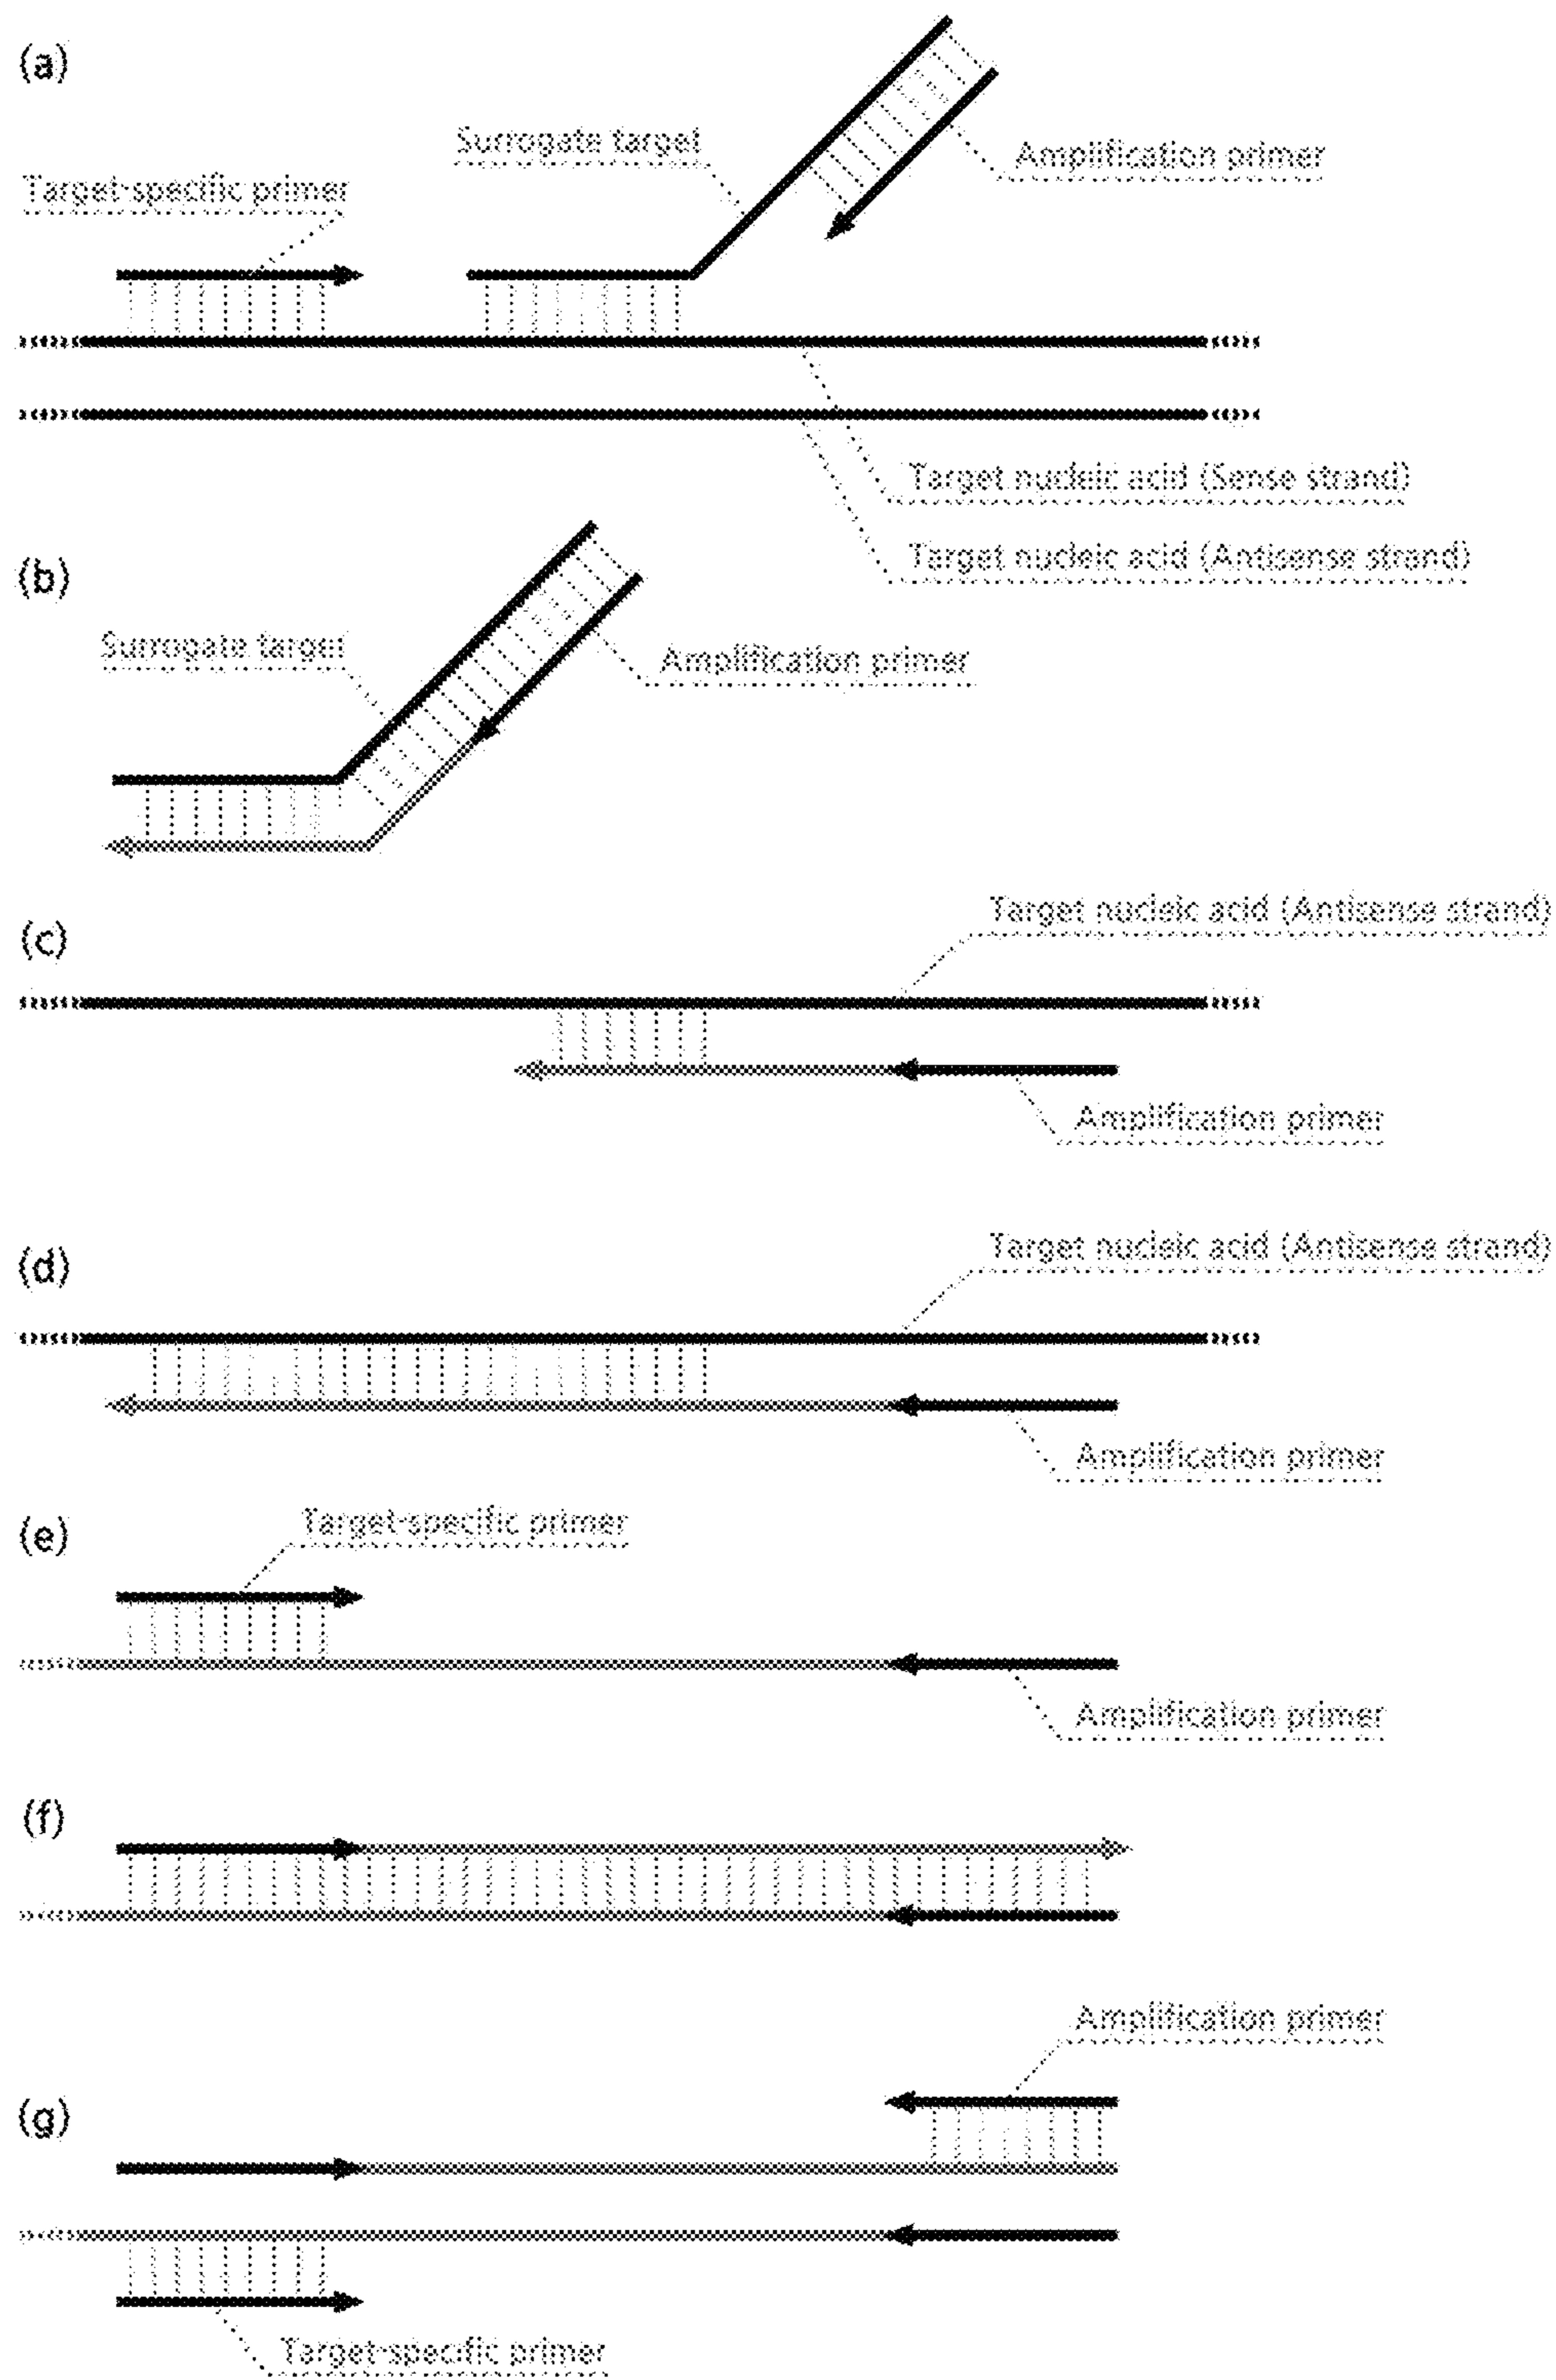 (a)
Surrogate target
Amplification primer
Target-specific primer
Target nucleic acid (Sense strand)
Target nucleic acid (Antisense strand)
(b)
Surrogate target
Amplification primer
Target nucleic acid (Antisense strand)
(c)
Amplification primer
Target nucleic acid (Antisense strand)
(d)
Amplification primer
Target-specific primer
(e)
Amplification primer
(f)
Amplification primer
(g)
Target-specific primer